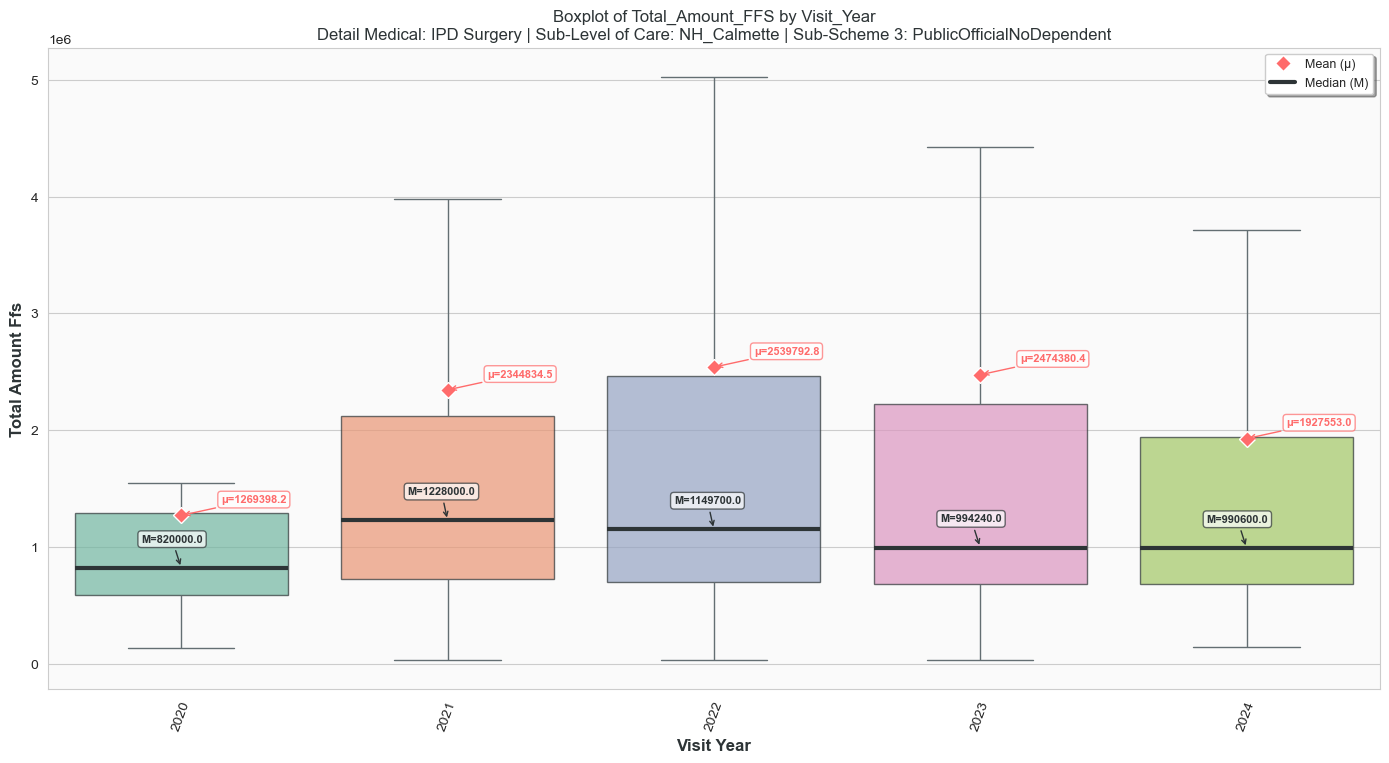 Boxplot of Total_Amount_FFS by Visit_Year
Detail Medical: IPD Surgery | Sub-Level of Care: NH_Calmette | Sub-Scheme 3: PublicOfficialNoDependent
1e6
Mean (μ)
Median (M)
5
4
3
2
1
0
Total Amount Ffs
μ=1269398.2
M=820000.0
μ=2344834.5
M=1228000.0
μ=2539792.8
M=1149700.0
μ=2474380.4
M=994240.0
μ=1927553.0
M=990600.0
2020
2021
2022
2023
2024
Visit Year